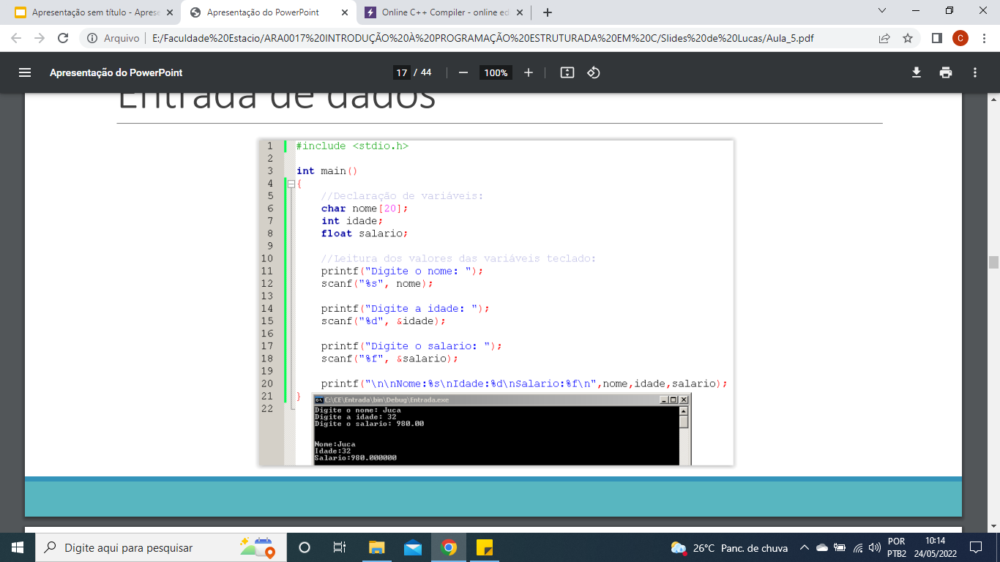 Apresentação sem título - Aprese
Apresentação do PowerPoint
Online C++ Compiler - online ed
Arquivo
E:/Faculdade%20Estacio/ARA0017%20INTRODUÇÃO%20À%20PROGRAMAÇÃO%20ESTRUTURADA%20EM%20C/Slides%20de%20Lucas/Aula_5.pdf
C
Apresentação do PowerPoint
17 / 44
100%
Entrada de dados
1 #include <stdio.h>
2
3 int main()
4 {
5 //Declaração de variáveis:
6 char nome[20];
7 int idade;
8 float salario;
9
10 //Leitura dos valores das variáveis teclado:
11 printf("Digite o nome: ");
12 scanf("%s", nome);
13
14 printf("Digite a idade: ");
15 scanf("%d", &idade);
16
17 printf("Digite o salario: ");
18 scanf("%f", &salario);
19
20 printf("\n\nNome:%s\nIdade:%d\nSalario:%f\n",nome,idade,salario);
21 }
22
C:\CE\Entrada\bin\Debug\Entrada.exe
Digite o nome: Juca
Digite a idade: 32
Digite o salario: 980.00
Nome:Juca
Idade:32
Salario:980.000000
Digite aqui para pesquisar
26°C Panc. de chuva
POR
PTB2
10:14
24/05/2022